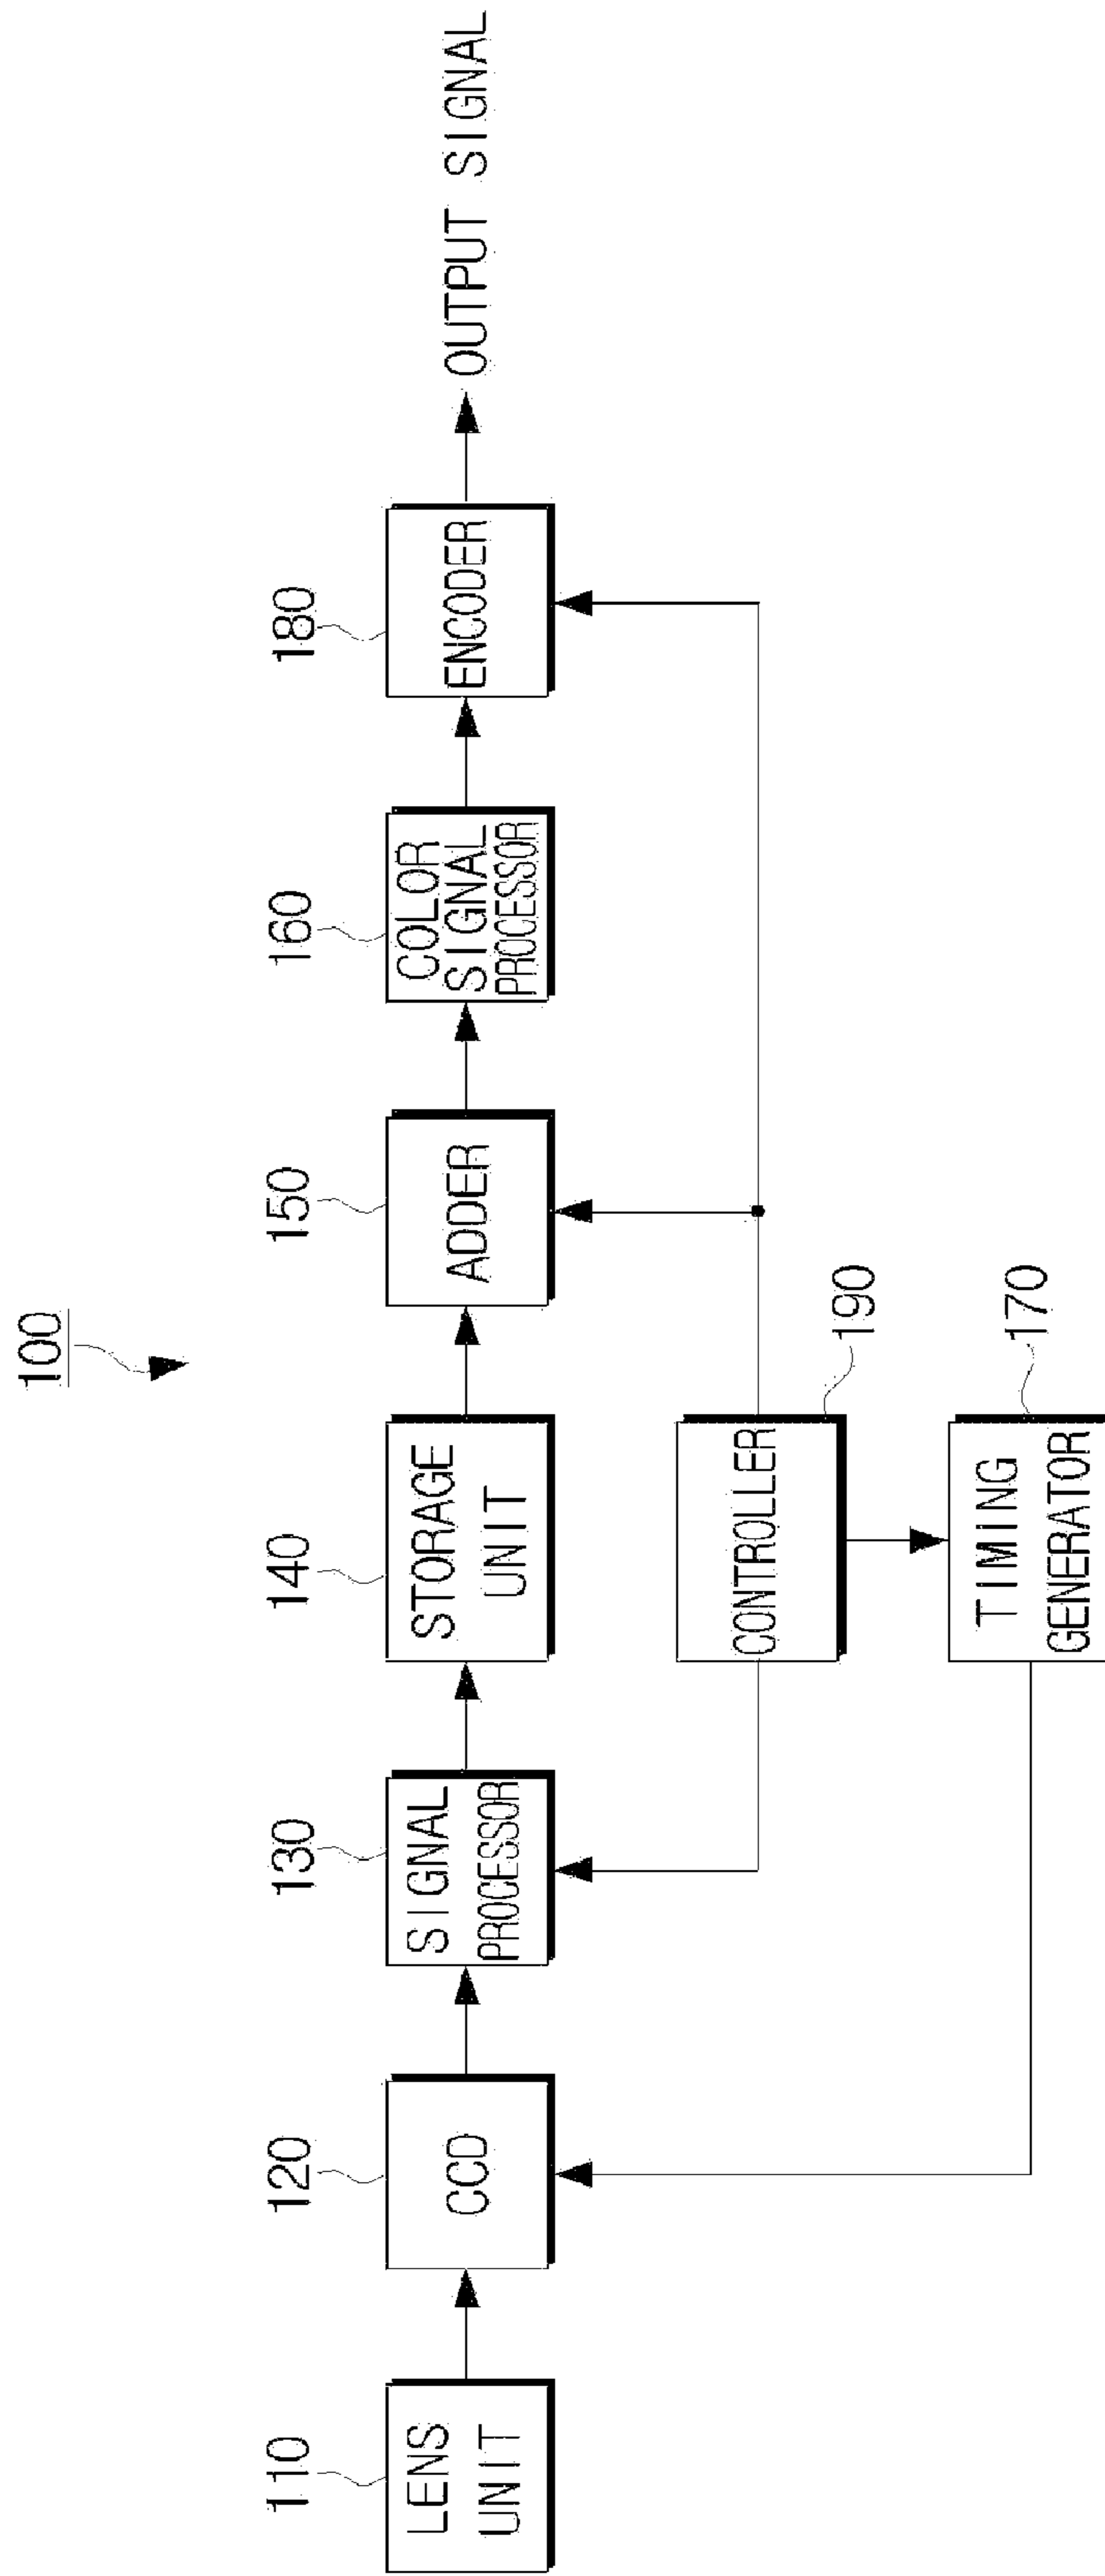 100
110
120
130
140
150
160
180
LENS
UNIT
CCD
SIGNAL
PROCESSOR
STORAGE
UNIT
ADDER
COLOR
SIGNAL
PROCESSOR
ENCODER
OUTPUT SIGNAL
CONTROLLER
190
TIMING
GENERATOR
170